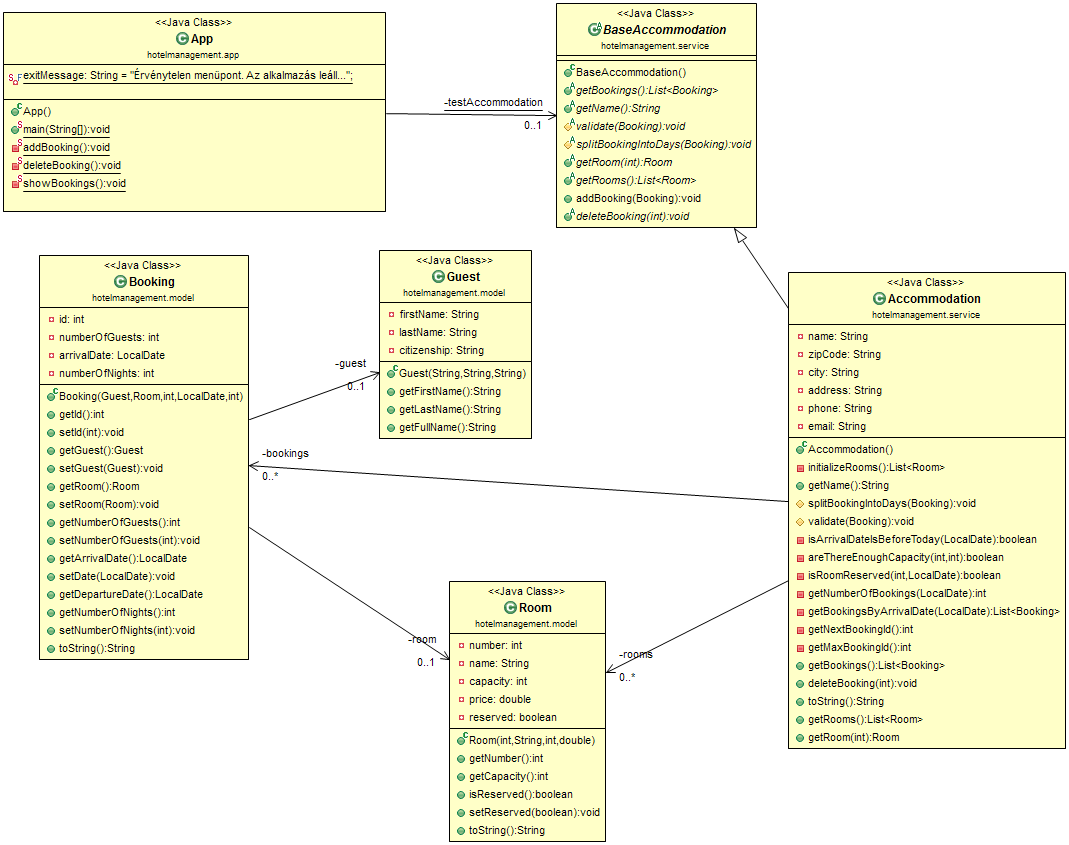 <<Java Class>>
App
hotelmanagement.app
exitMessage: String = "Érvénytelen menüpont. Az alkalmazás leáll...";
App()
main(String[]):void
addBooking():void
deleteBooking():void
showBookings():void
-testAccommodation
0..1
<<Java Class>>
BaseAccommodation
hotelmanagement.service
BaseAccommodation()
getBookings():List<Booking>
getName():String
validate(Booking):void
splitBookingIntoDays(Booking):void
getRoom(int):Room
getRooms():List<Room>
addBooking(Booking):void
deleteBooking(int):void
<<Java Class>>
Booking
hotelmanagement.model
id: int
numberOfGuests: int
arrivalDate: LocalDate
numberOfNights: int
Booking(Guest,Room,int,LocalDate,int)
getId():int
setId(int):void
getGuest():Guest
setGuest(Guest):void
getRoom():Room
setRoom(Room):void
getNumberOfGuests():int
setNumberOfGuests(int):void
getArrivalDate():LocalDate
setDate(LocalDate):void
getDepartureDate():LocalDate
getNumberOfNights():int
setNumberOfNights(int):void
toString():String
-guest
0..1
<<Java Class>>
Guest
hotelmanagement.model
firstName: String
lastName: String
citizenship: String
Guest(String,String,String)
getFirstName():String
getLastName():String
getFullName():String
-bookings
0..*
-room
0..1
<<Java Class>>
Room
hotelmanagement.model
number: int
name: String
capacity: int
price: double
reserved: boolean
Room(int,String,int,double)
getNumber():int
getCapacity():int
isReserved():boolean
setReserved(boolean):void
toString():String
-rooms
0..*
<<Java Class>>
Accommodation
hotelmanagement.service
name: String
zipCode: String
city: String
address: String
phone: String
email: String
Accommodation()
initializeRooms():List<Room>
getName():String
splitBookingIntoDays(Booking):void
validate(Booking):void
isArrivalDateIsBeforeToday(LocalDate):boolean
areThereEnoughCapacity(int,int):boolean
isRoomReserved(int,LocalDate):boolean
getNumberOfBookings(LocalDate):int
getBookingsByArrivalDate(LocalDate):List<Booking>
getNextBookingId():int
getMaxBookingId():int
getBookings():List<Booking>
deleteBooking(int):void
toString():String
getRooms():List<Room>
getRoom(int):Room